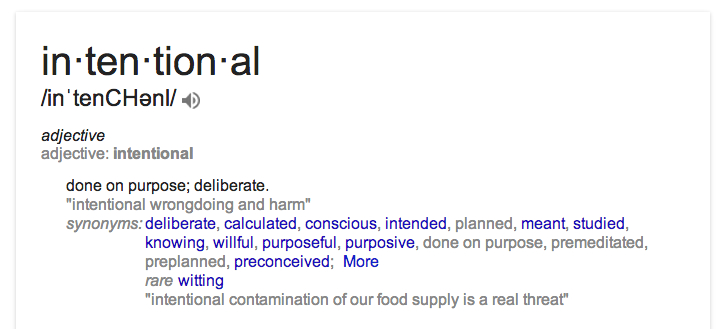 in·ten·tion·al
/inˈtenCHənl/
adjective
adjective: intentional
done on purpose; deliberate.
"intentional wrongdoing and harm"
synonyms: deliberate, calculated, conscious, intended, planned, meant, studied,
knowing, willful, purposeful, purposive, done on purpose, premeditated,
preplanned, preconceived; More
rare witting
"intentional contamination of our food supply is a real threat"